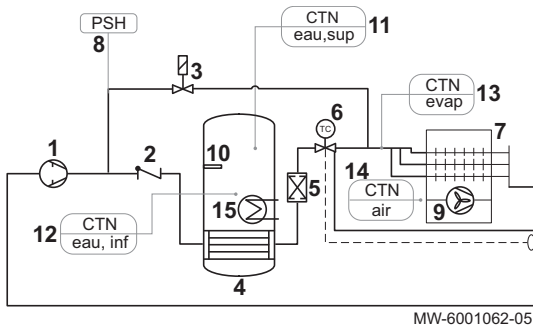 PSH
8
CTN
eau,sup
11
3
6
TC
CTN
evap
13
7
1
2
10
14
5
CTN
air
9
15
12
CTN
eau, inf
4
MW-6001062-05